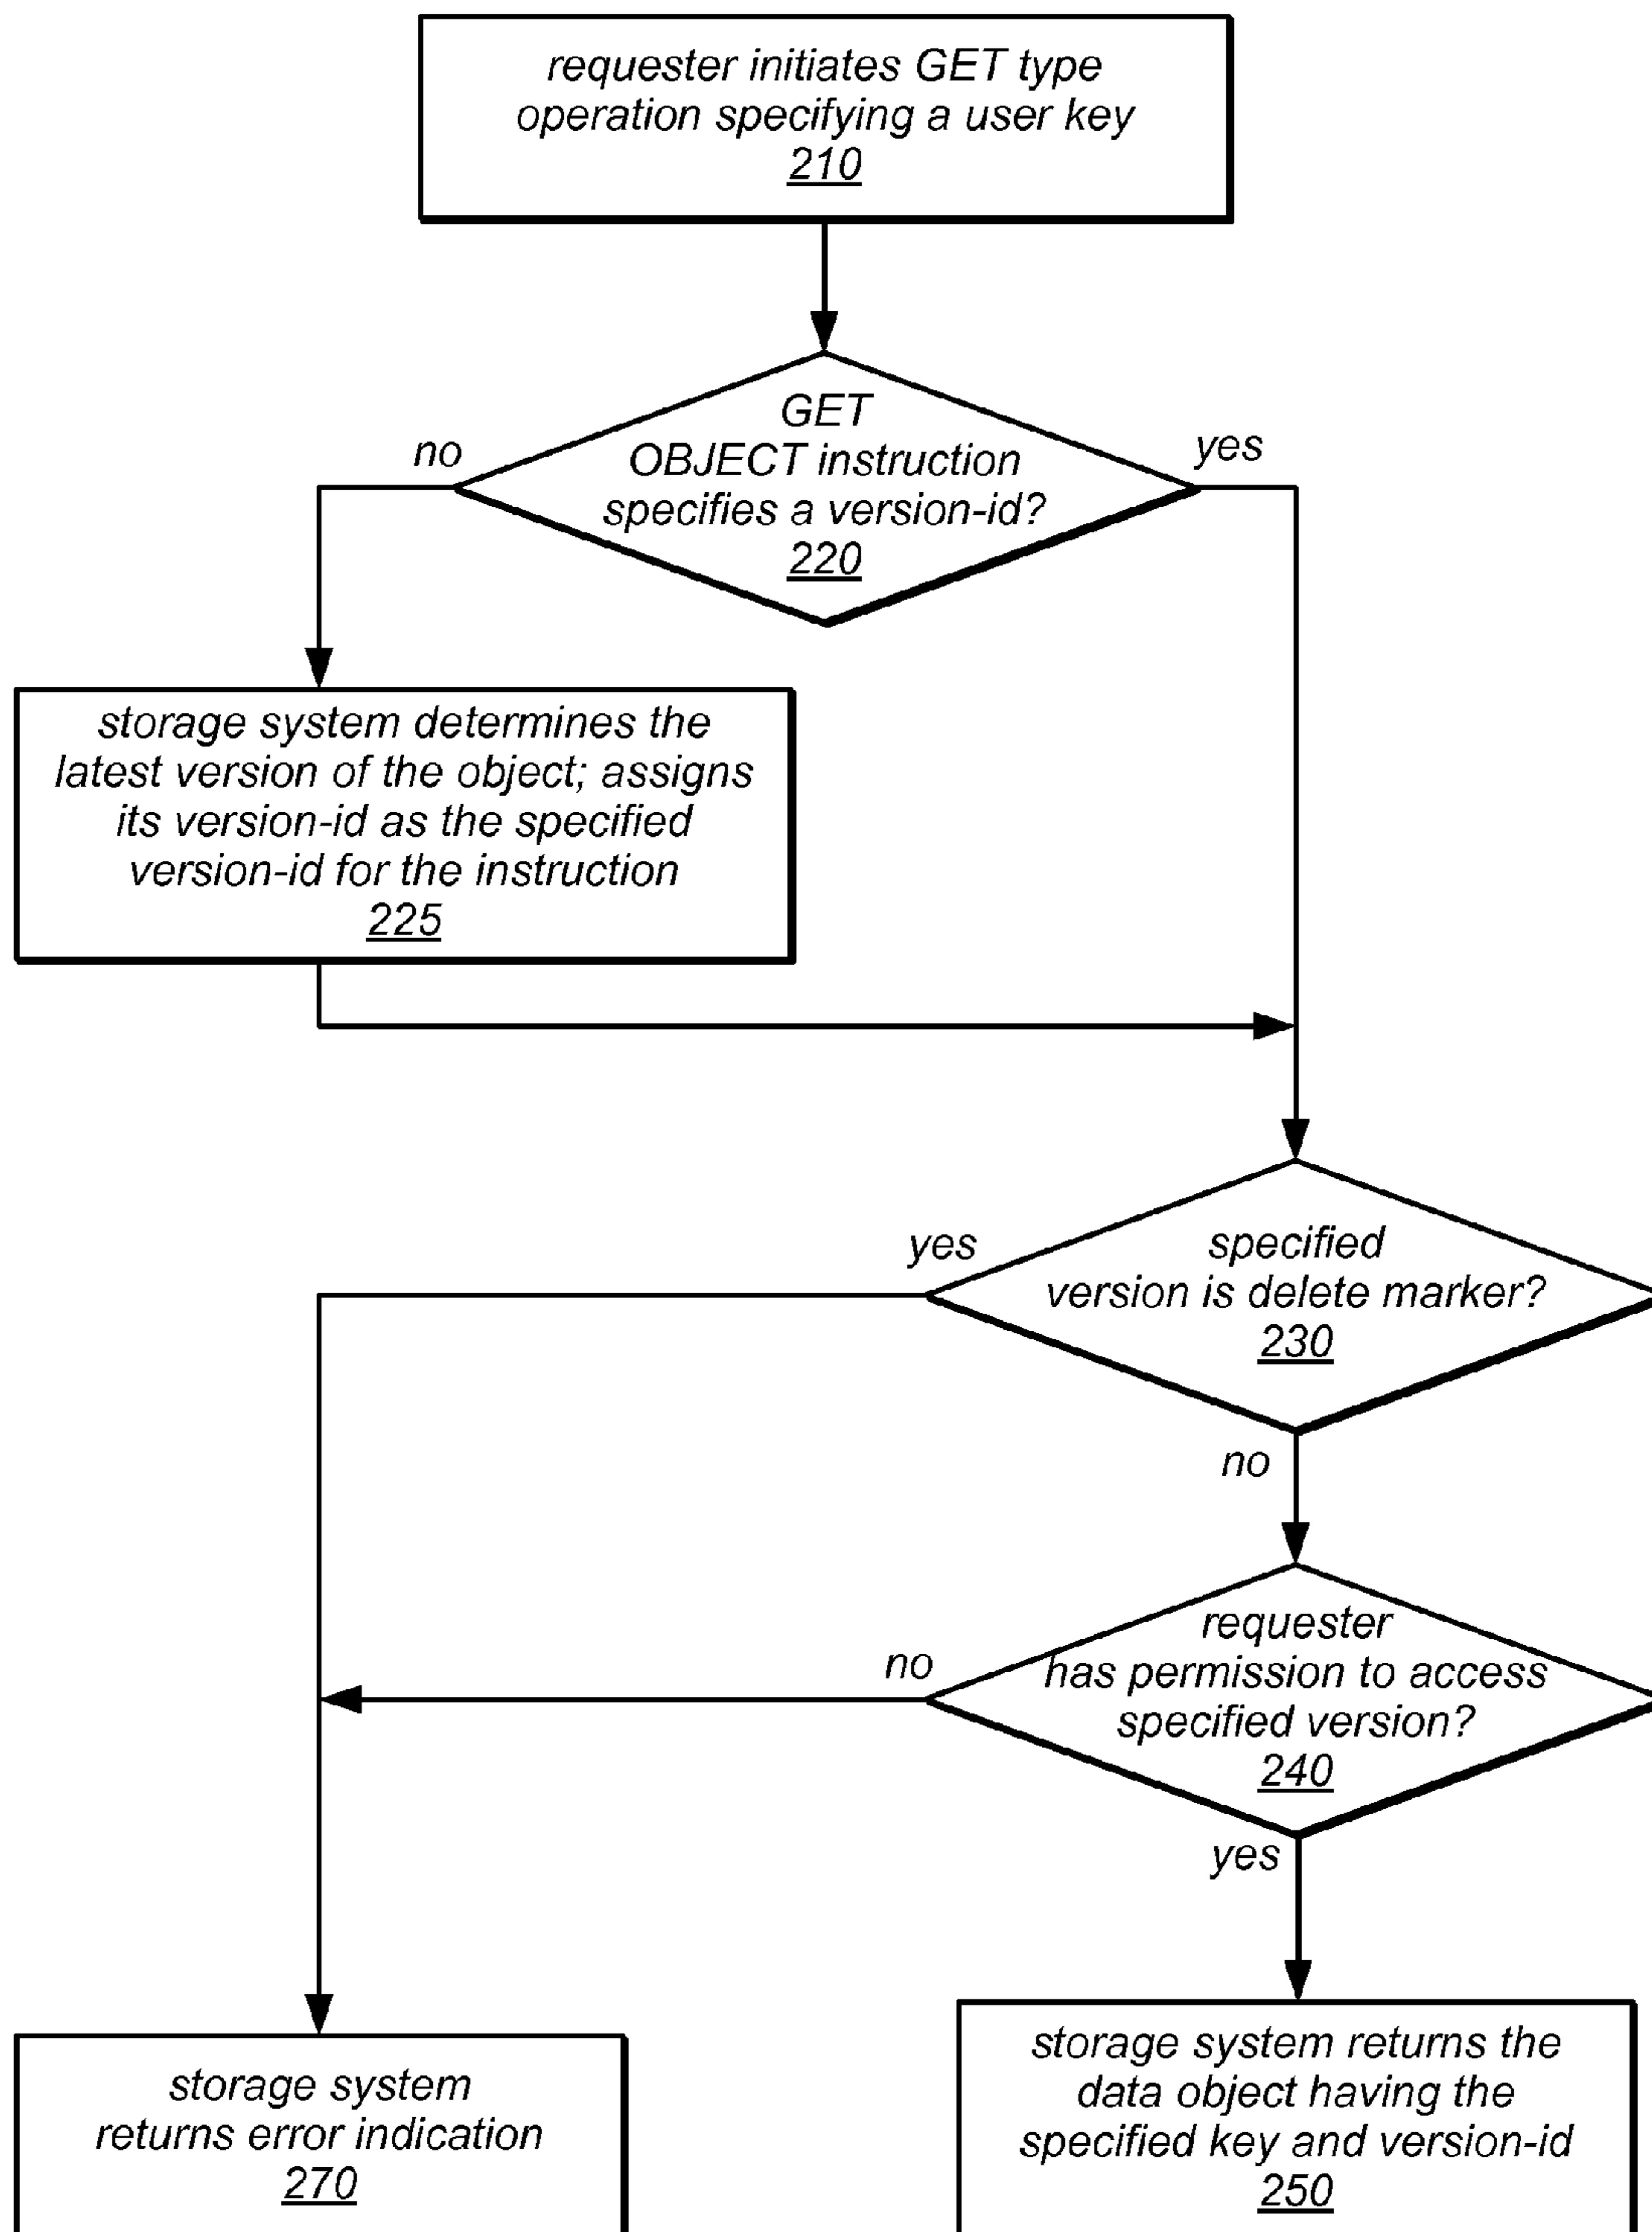 requester initiates GET type
operation specifying a user key
210
GET
OBJECT instruction
specifies a version-id?
220
no
yes
storage system determines the
latest version of the object; assigns
its version-id as the specified
version-id for the instruction
225
specified
version is delete marker?
230
yes
no
requester
has permission to access
specified version?
240
no
yes
storage system
returns error indication
270
storage system returns the
data object having the
specified key and version-id
250